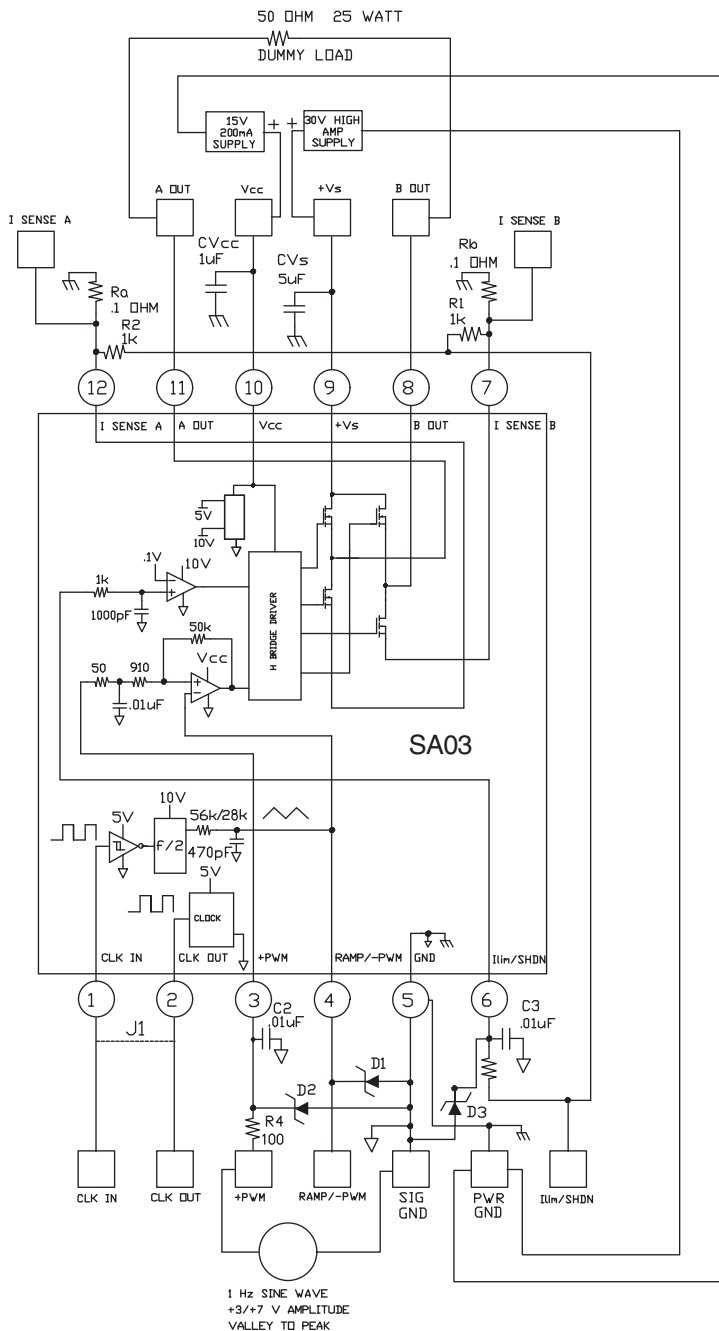 50 OHM 25 WATT
DUMMY LOAD
15V
200mA
SUPPLY
+ +
30V HIGH
AMP
SUPPLY
A OUT
Vcc
+Vs
B OUT
I SENSE A
I SENSE B
CVcc
1uF
CVs
5uF
Ra
.1 OHM
Rb
.1 OHM
R2
1k
R1
1k
12
11
10
9
8
7
I SENSE A
A OUT
Vcc
+Vs
B OUT
I SENSE B
5V
10V
.1V
10V
1k
1000pF
- +
H BRIDGE DRIVER
50k
50
910
Vcc
+ -
.01uF
SA03
10V
5V
56k/28k
f/2
470pF
5V
CLOCK
CLK IN
CLK OUT
+PWM
RAMP/-PWM
GND
Ilim/SHDN
1
2
3
4
5
6
J1
C2
.01uF
C3
.01uF
D1
D2
D3
R4
100
CLK IN
CLK OUT
+PWM
RAMP/-PWM
SIG
GND
PWR
GND
Ilim/SHDN
1 Hz SINE WAVE
+3/+7 V AMPLITUDE
VALLEY TO PEAK